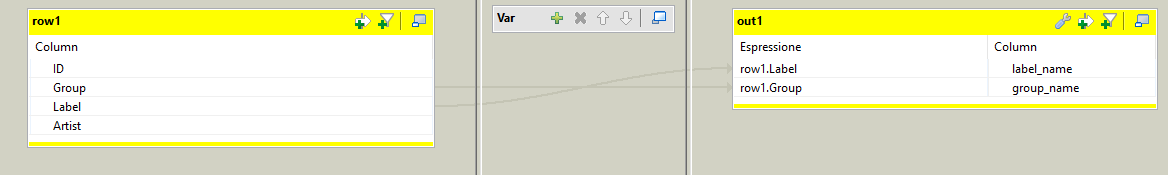 row1
Column
ID
Group
Label
Artist
Var
out1
Espressione Column
row1.Label label_name
row1.Group group_name